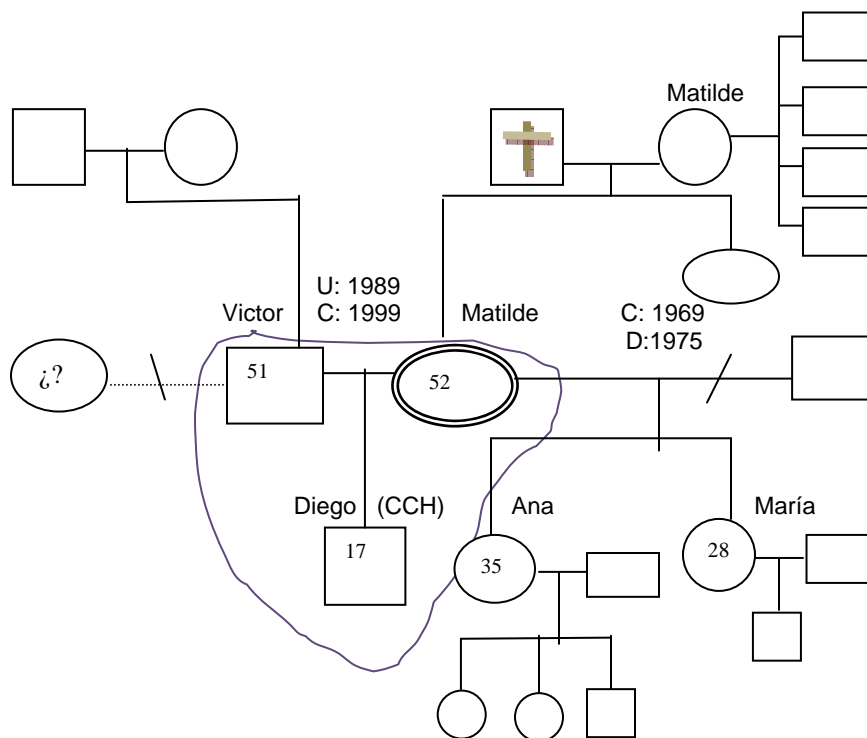 Matilde
U: 1989
C: 1999
Victor
Matilde
C: 1969
D:1975
¿?
51
52
Diego (CCH)
Ana
María
17
35
28